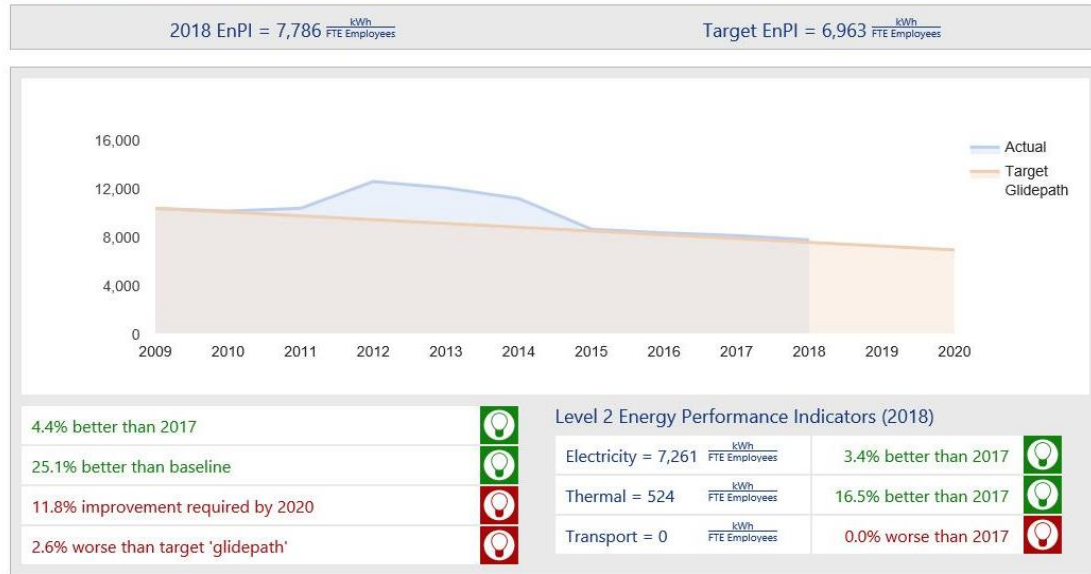 2018 EnPI = 7,786 kWh / FTE Employees
Target EnPI = 6,963 kWh / FTE Employees
16,000
12,000
8,000
4,000
0
2009 2010 2011 2012 2013 2014 2015 2016 2017 2018 2019 2020
Actual
Target
Glidepath
4.4% better than 2017
25.1% better than baseline
11.8% improvement required by 2020
2.6% worse than target 'glidepath'
Level 2 Energy Performance Indicators (2018)
Electricity = 7,261 kWh / FTE Employees 3.4% better than 2017
Thermal = 524 kWh / FTE Employees 16.5% better than 2017
Transport = 0 kWh / FTE Employees 0.0% worse than 2017